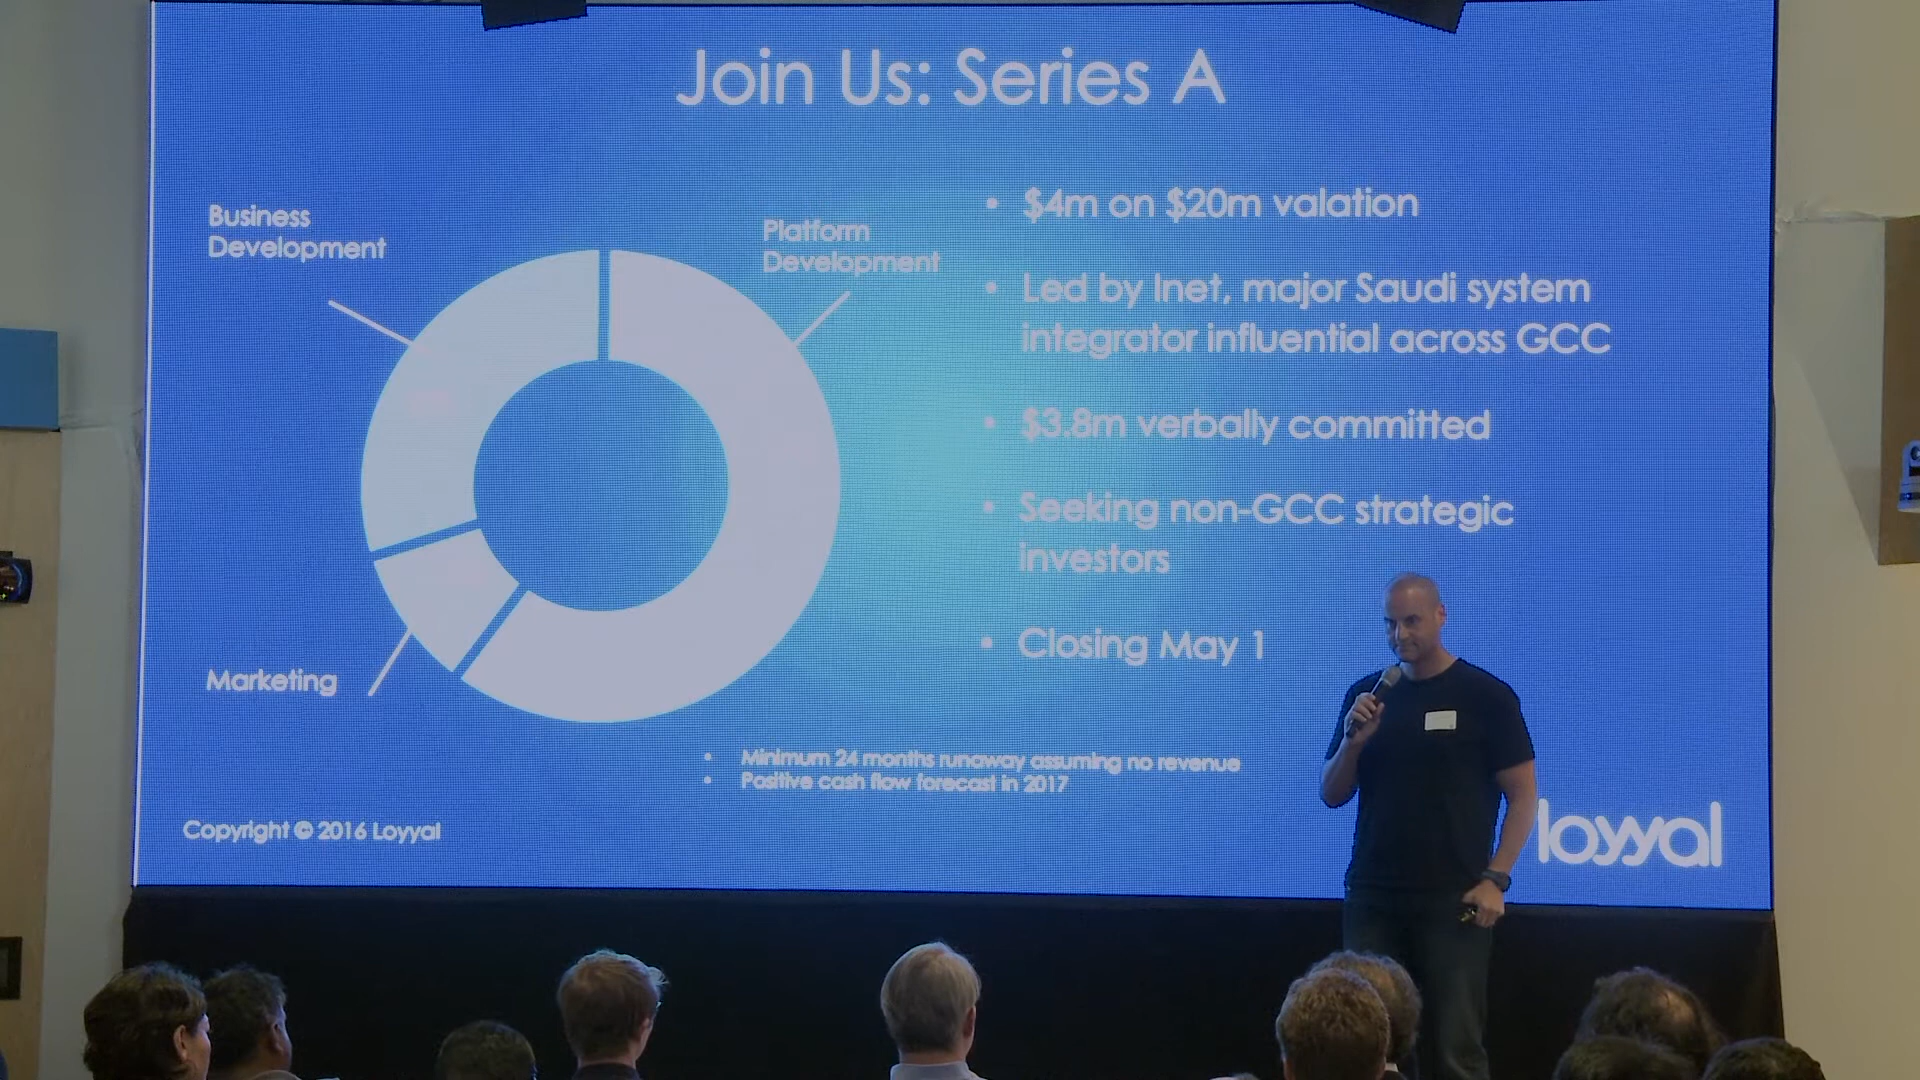 Join Us: Series A
Business
Development
Platform
Development
Marketing
• $4m on $20m valation
• Led by Inet, major Saudi system
integrator influential across GCC
• $3.8m verbally committed
• Seeking non-GCC strategic
investors
• Closing May 1
• Minimum 24 months runaway assuming no revenue
• Positive cash flow forecast in 2017
Copyright © 2016 Loyyal
loyyal